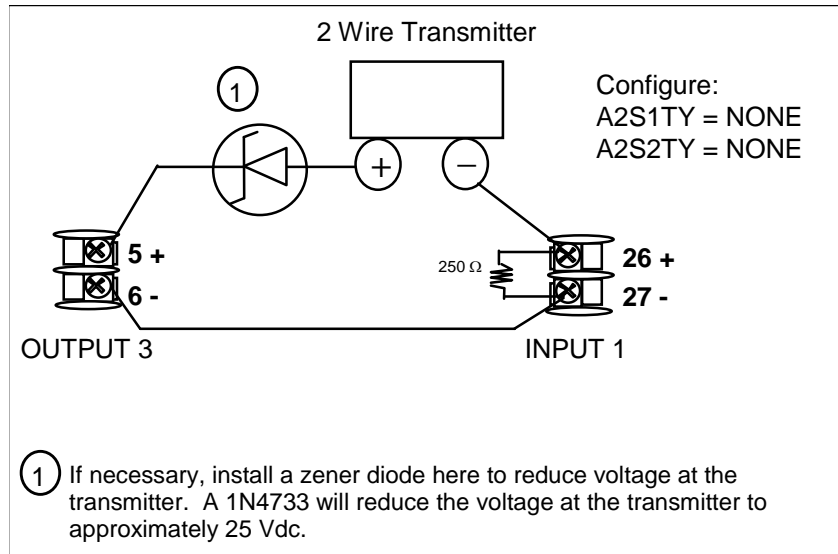 2 Wire Transmitter
1
Configure:
A2S1TY = NONE
A2S2TY = NONE
+
−
5 +
6 -
250 Ω
26 +
27 -
OUTPUT 3
INPUT 1
1 If necessary, install a zener diode here to reduce voltage at the
transmitter. A 1N4733 will reduce the voltage at the transmitter to
approximately 25 Vdc.